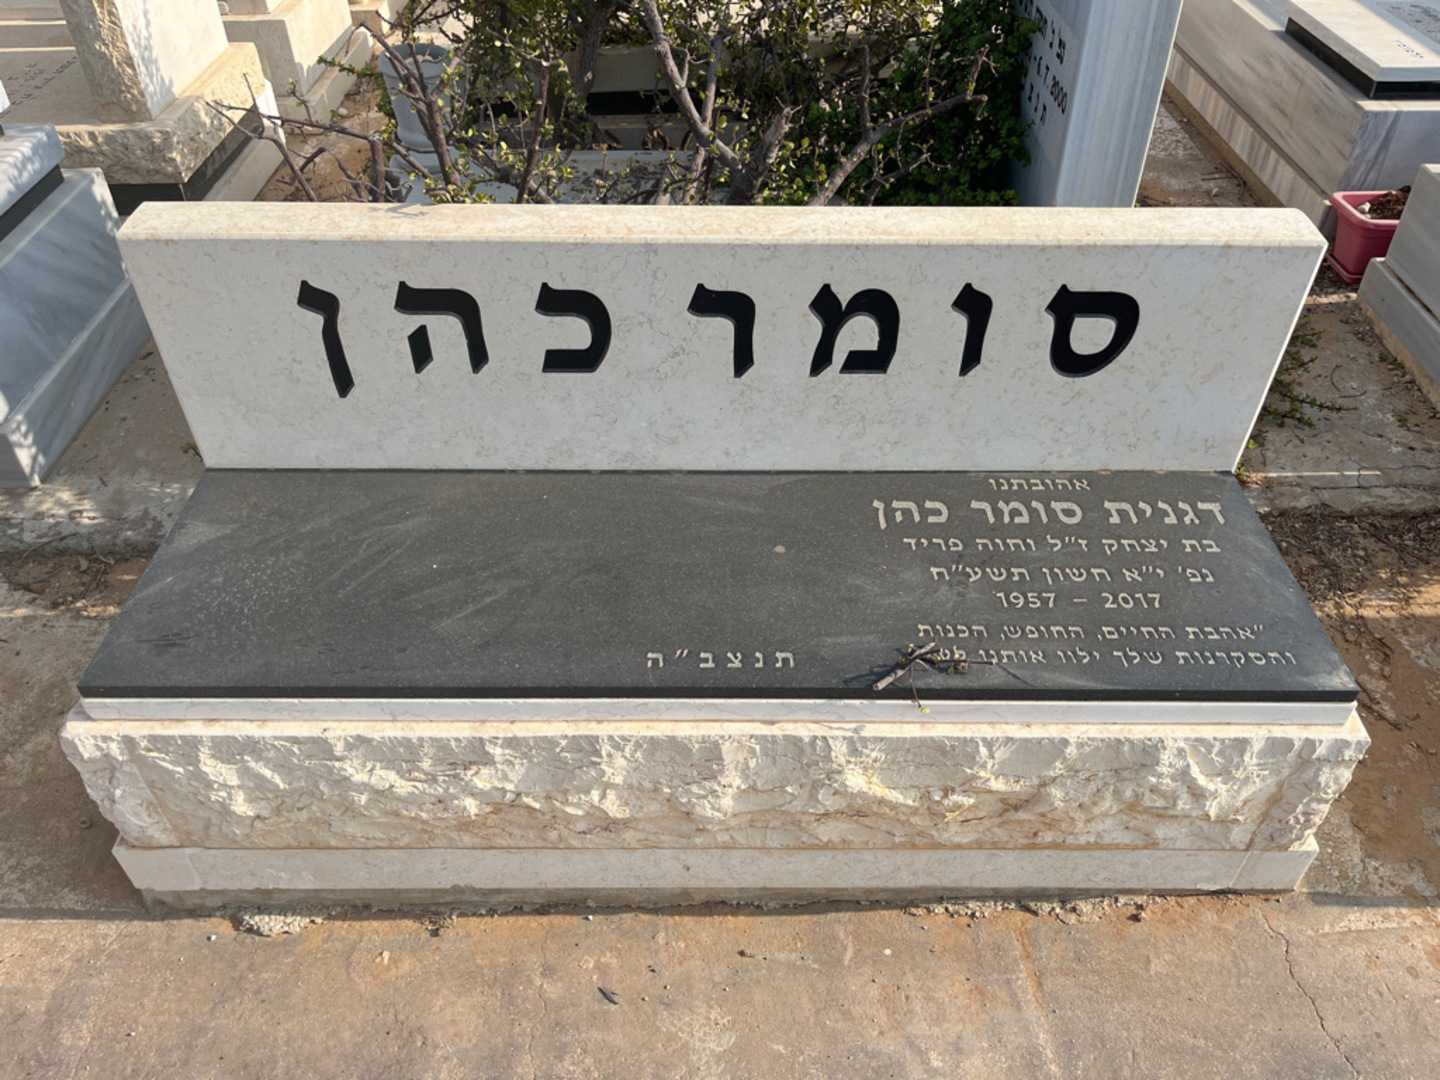 סומר כהן
אהובתנו
דגנית סומר כהן
בת יצחק ז"ל וחוה פריד
נפ' י"א חשון תשע"ח
1957 - 2017
"אהבת החיים, החופש, הכנות
והסקרנות שלך ילוו אותנו
תנצב"ה